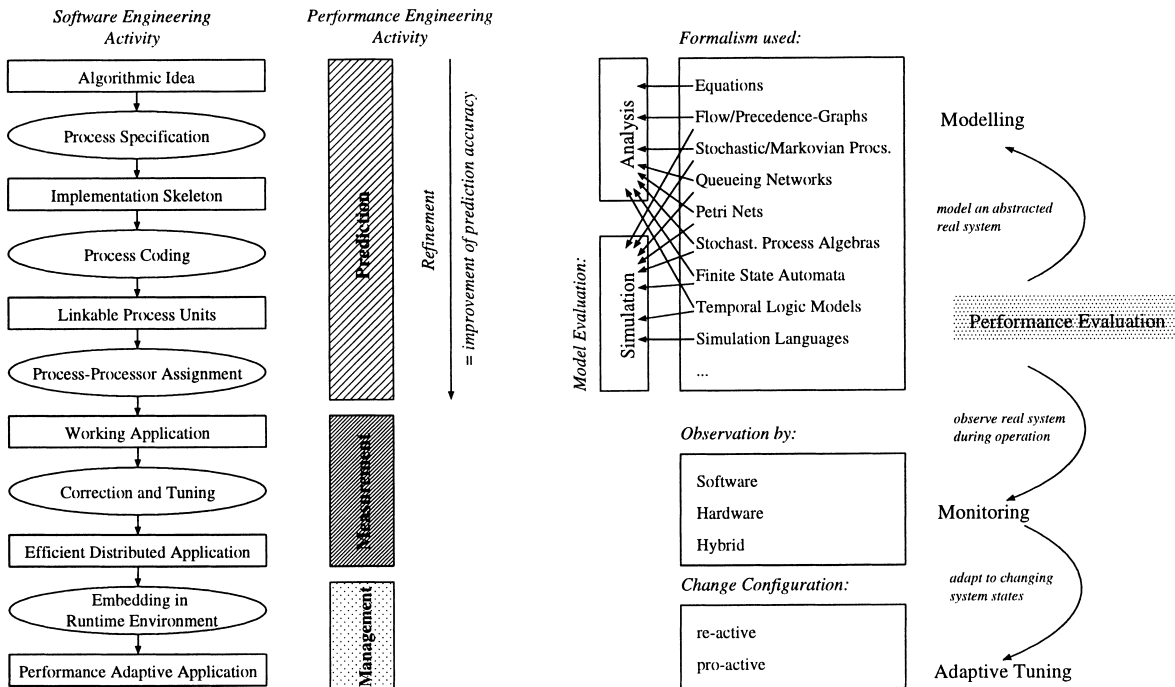 Software Engineering
Activity
Algorithmic Idea
Process Specification
Implementation Skeleton
Process Coding
Linkable Process Units
Process-Processor Assignment
Working Application
Correction and Tuning
Efficient Distributed Application
Embedding in
Runtime Environment
Performance Adaptive Application
Performance Engineering
Activity
Prediction
Measurement
Management
Refinement
= improvement of prediction accuracy
Model Evaluation:
Analysis
Simulation
Formalism used:
Equations
Flow/Precedence-Graphs
Stochastic/Markovian Procs.
Queueing Networks
Petri Nets
Stochast. Process Algebras
Finite State Automata
Temporal Logic Models
Simulation Languages
...
Observation by:
Software
Hardware
Hybrid
Change Configuration:
re-active
pro-active
Modelling
model an abstracted
real system
Performance Evaluation
observe real system
during operation
Monitoring
adapt to changing
system states
Adaptive Tuning